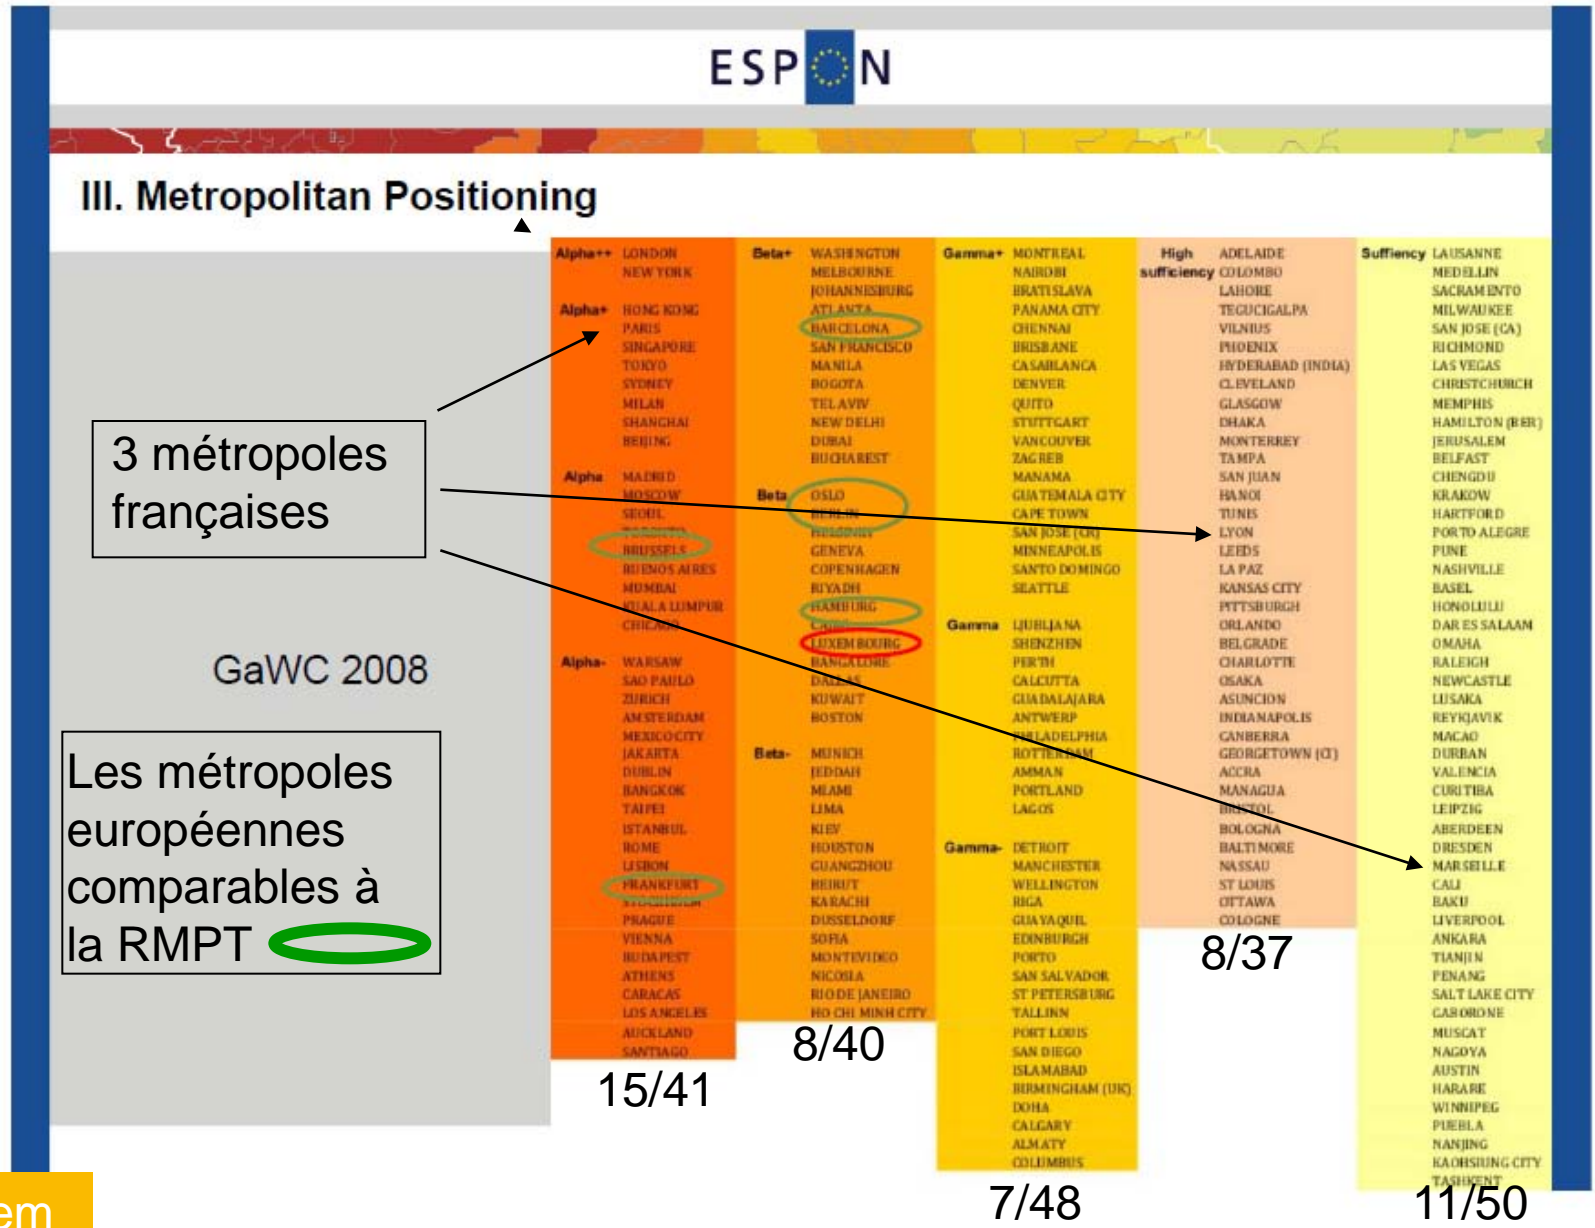 ESPON
III. Metropolitan Positioning
3 métropoles
françaises
GaWC 2008
Les métropoles
européennes
comparables à
la RMPT
Alpha++ LONDON
NEW YORK
Alpha+ HONG KONG
PARIS
SINGAPORE
TOKYO
SYDNEY
MILAN
SHANGHAI
BEIJING
Alpha MADRID
MOSCOW
SEOUL
TORONTO
BRUSSELS
BUENOS AIRES
MUMBAI
KUALA LUMPUR
CHICAGO
Alpha- WARSAW
SAO PAULO
ZURICH
AMSTERDAM
MEXICO CITY
JAKARTA
DUBLIN
BANGKOK
TAIPEI
ISTANBUL
ROME
LISBON
FRANKFURT
STOCKHOLM
PRAGUE
VIENNA
BUDAPEST
ATHENS
CARACAS
LOS ANGELES
AUCKLAND
SANTIAGO
15/41
Beta+ WASHINGTON
MELBOURNE
JOHANNESBURG
ATLANTA
BARCELONA
SAN FRANCISCO
MANILA
BOGOTA
TEL AVIV
NEW DELHI
DUBAI
BUCHAREST
Beta OSLO
BERLIN
HELSINKI
GENEVA
COPENHAGEN
RIYADH
HAMBURG
CAIRO
LUXEMBOURG
BANGALORE
DALLAS
KUWAIT
BOSTON
Beta- MUNICH
JEDDAH
MIAMI
LIMA
KIEV
HOUSTON
GUANGZHOU
BEIRUT
KARACHI
DUSSELDORF
SOFIA
MONTEVIDEO
NICOSIA
RIO DE JANEIRO
HO CHI MINH CITY
8/40
Gamma+ MONTREAL
NAIROBI
BRATISLAVA
PANAMA CITY
CHENNAI
BRISBANE
CASABLANCA
DENVER
QUITO
STUTTGART
VANCOUVER
ZAGREB
MANAMA
GUATEMALA CITY
CAPE TOWN
SAN JOSE (CR)
MINNEAPOLIS
SANTO DOMINGO
SEATTLE
Gamma LJUBLJANA
SHENZHEN
PERTH
CALCUTTA
GUADALAJARA
ANTWERP
PHILADELPHIA
ROTTERDAM
AMMAN
PORTLAND
LAGOS
Gamma- DETROIT
MANCHESTER
WELLINGTON
RIGA
GUAYAQUIL
EDINBURGH
PORTO
SAN SALVADOR
ST PETERSBURG
TALLINN
PORT LOUIS
SAN DIEGO
ISLAMABAD
BIRMINGHAM (UK)
DOHA
CALGARY
ALMATY
COLUMBUS
7/48
High ADELAIDE
sufficiency COLOMBO
LAHORE
TEGUCIGALPA
VILNIUS
PHOENIX
HYDERABAD (INDIA)
CLEVELAND
GLASGOW
DHAKA
MONTERREY
TAMPA
SAN JUAN
HANOI
TUNIS
LYON
LEEDS
LA PAZ
KANSAS CITY
PITTSBURGH
ORLANDO
BELGRADE
CHARLOTTE
OSAKA
ASUNCION
INDIANAPOLIS
CANBERRA
GEORGETOWN (CI)
ACCRA
MANAGUA
BRISTOL
BOLOGNA
BALTIMORE
NASSAU
ST LOUIS
OTTAWA
COLOGNE
8/37
Suffiency LAUSANNE
MEDELLIN
SACRAMENTO
MILWAUKEE
SAN JOSE (CA)
RICHMOND
LAS VEGAS
CHRISTCHURCH
MEMPHIS
HAMILTON (BER)
JERUSALEM
BELFAST
CHENGDU
KRAKOW
HARTFORD
PORTO ALEGRE
PUNE
NASHVILLE
BASEL
HONOLULU
DAR ES SALAAM
OMAHA
RALEIGH
NEWCASTLE
LUSAKA
REYKJAVIK
MACAO
DURBAN
VALENCIA
CURITIBA
LEIPZIG
ABERDEEN
DRESDEN
MARSEILLE
CALI
BAKU
LIVERPOOL
ANKARA
TIANJIN
PENANG
SALT LAKE CITY
GABORONE
MUSCAT
NAGOYA
AUSTIN
HARARE
WINNIPEG
PUEBLA
NANJING
KAOHSIUNG CITY
TASHKENT
11/50
em